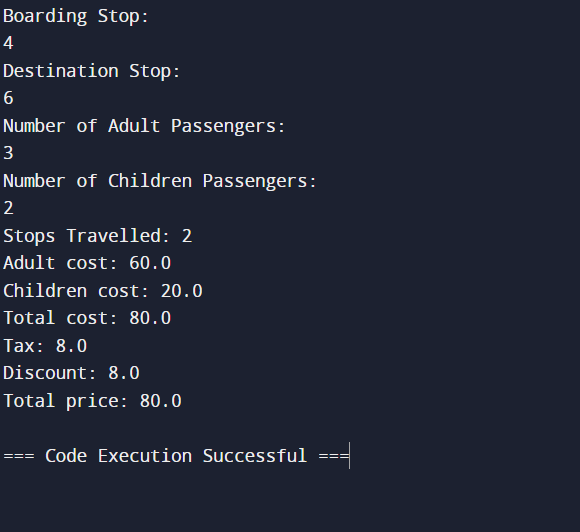 Boarding Stop:
4
Destination Stop:
6
Number of Adult Passengers:
3
Number of Children Passengers:
2
Stops Travelled: 2
Adult cost: 60.0
Children cost: 20.0
Total cost: 80.0
Tax: 8.0
Discount: 8.0
Total price: 80.0
=== Code Execution Successful ===